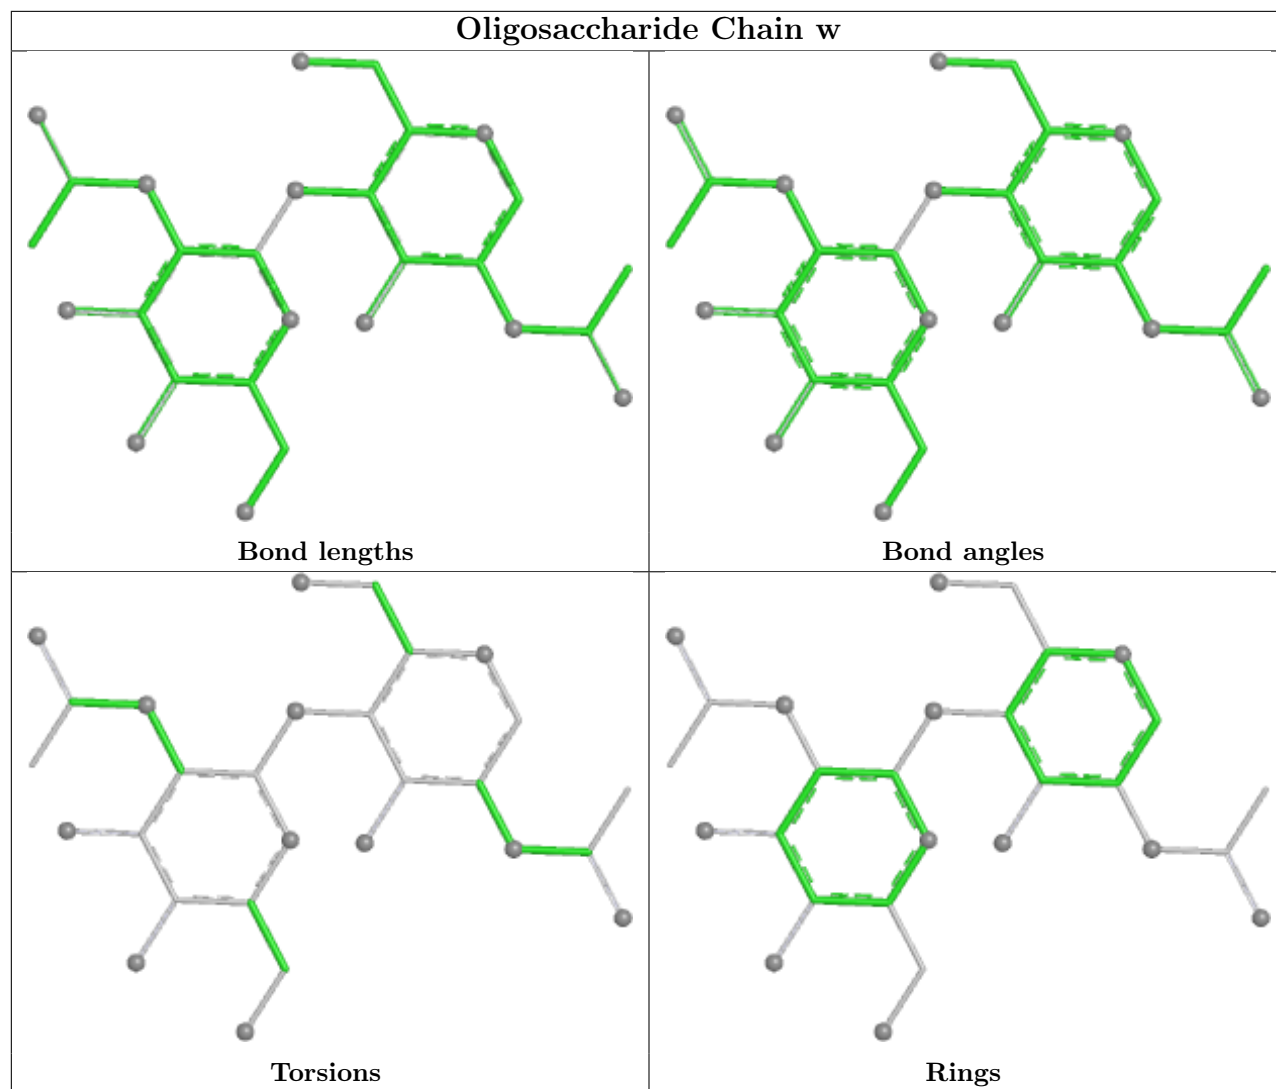 Oligosaccharide Chain w
Bond lengths
Bond angles
Torsions
Rings